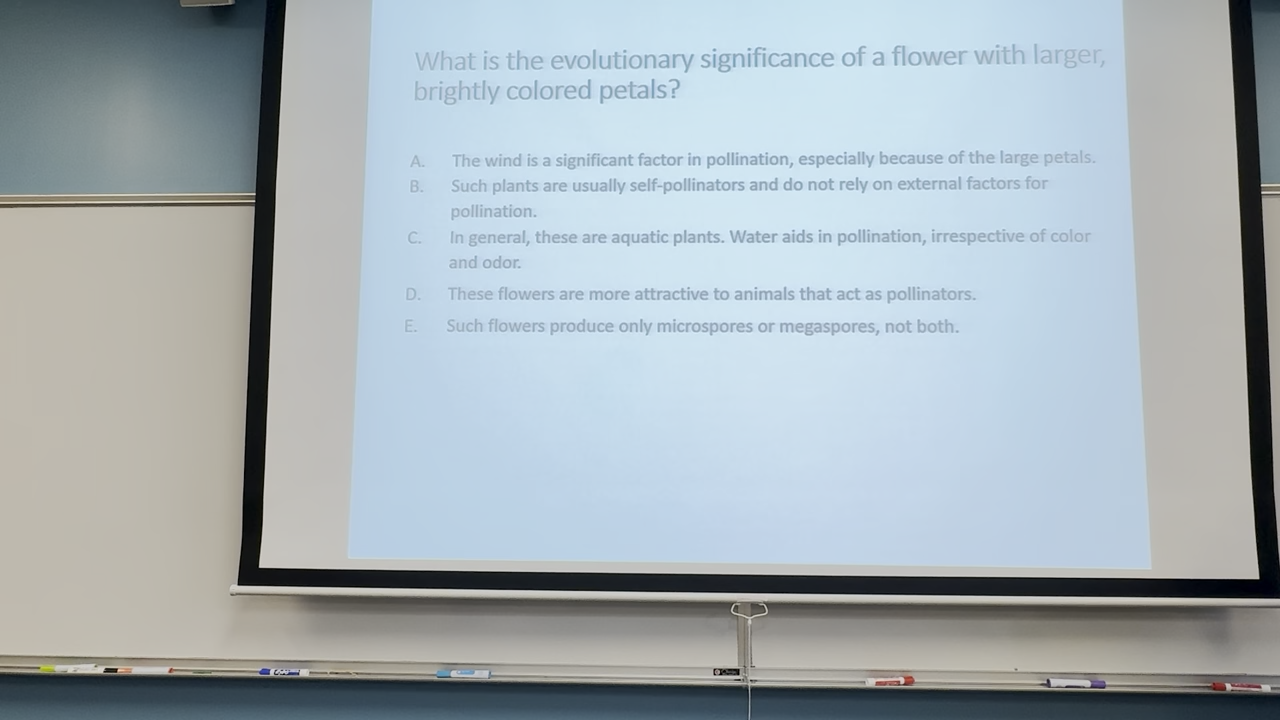 What is the evolutionary significance of a flower with larger,
brightly colored petals?
A. The wind is a significant factor in pollination, especially because of the large petals.
B. Such plants are usually self-pollinators and do not rely on external factors for
pollination.
C. In general, these are aquatic plants. Water aids in pollination, irrespective of color
and odor.
D. These flowers are more attractive to animals that act as pollinators.
E. Such flowers produce only microspores or megaspores, not both.